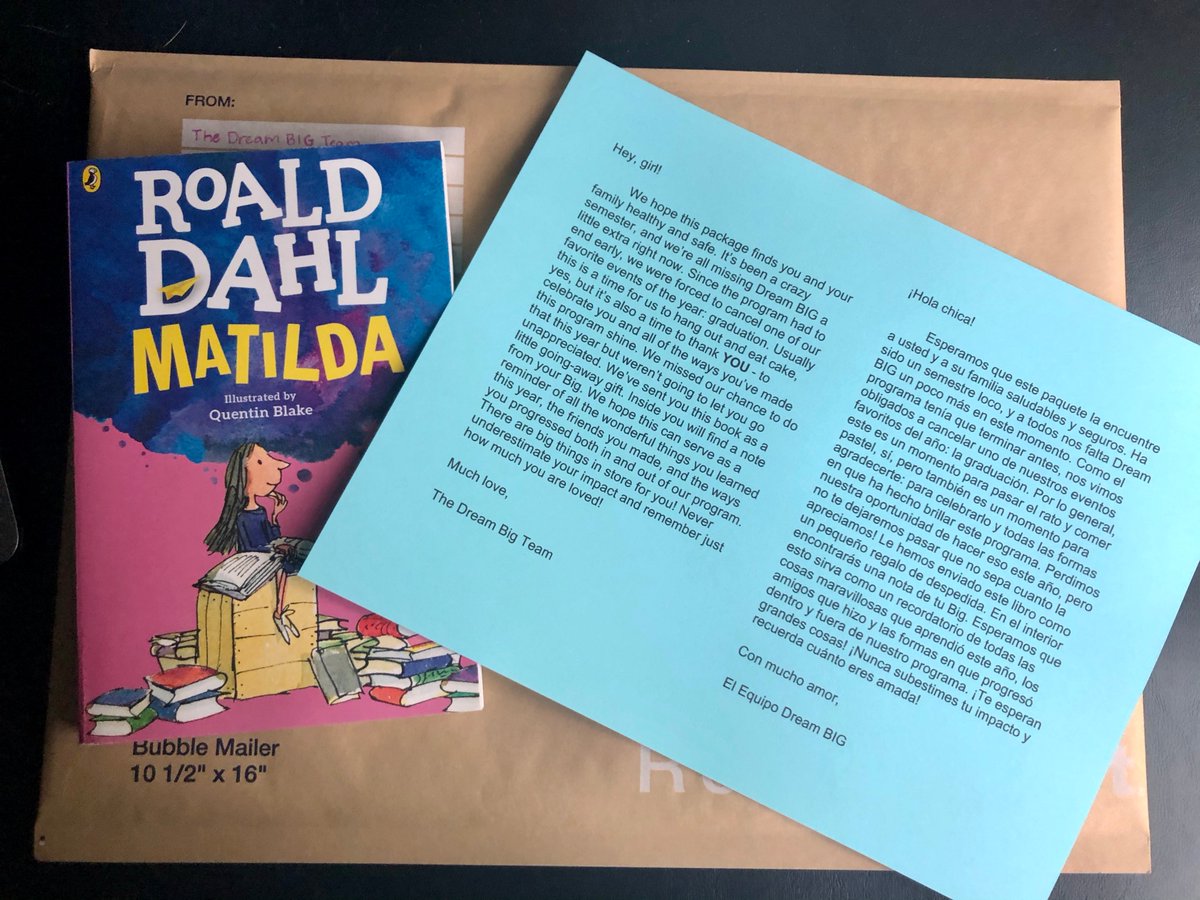 FROM:
The Dream BIG Team
ROALD
DAHL
MATILDA
Illustrated by
Quentin Blake
Bubble Mailer
10 1/2" x 16"
Hey, girl!
We hope this package finds you and your
family healthy and safe. It's been a crazy
semester, and we're all missing Dream BIG a
little extra right now. Since the program had to
end early, we were forced to cancel one of our
favorite events of the year: graduation. Usually
this is a time for us to hang out and eat cake,
yes, but it's also a time to thank YOU - to
celebrate you and all of the ways you've made
this program shine. We missed our chance to do
that this year but weren't going to let you go
unappreciated. We've sent you this book as a
little going-away gift. Inside you will find a note
from your Big. We hope this can serve as a
reminder of all the wonderful things you learned
this year, the friends you made, and the ways
you progressed both in and out of our program.
There are big things in store for you! Never
underestimate your impact and remember just
how much you are loved!
Much love,
The Dream Big Team
¡Hola chica!
Esperamos que este paquete la encuentre
a usted y a su familia saludables y seguros. Ha
sido un semestre loco, y a todos nos falta Dream
BIG un poco más en este momento. Como el
programa tenía que terminar antes, nos vimos
obligados a cancelar uno de nuestros eventos
favoritos del año: la graduación. Por lo general,
este es un momento para pasar el rato y comer
pastel, sí, pero también es un momento para
agradecerte: para celebrarlo y todas las formas
en que ha hecho brillar este programa. Perdimos
nuestra oportunidad de hacer eso este año, pero
no te dejaremos pasar que no sepa cuanto la
apreciamos! Le hemos enviado este libro como
un pequeño regalo de despedida. En el interior
encontrarás una nota de tu Big. Esperamos que
esto sirva como un recordatorio de todas las
cosas maravillosas que aprendió este año, los
amigos que hizo y las formas en que progresó
dentro y fuera de nuestro programa. ¡Te esperan
grandes cosas! ¡Nunca subestimes tu impacto y
recuerda cuánto eres amada!
Con mucho amor,
El Equipo Dream BIG